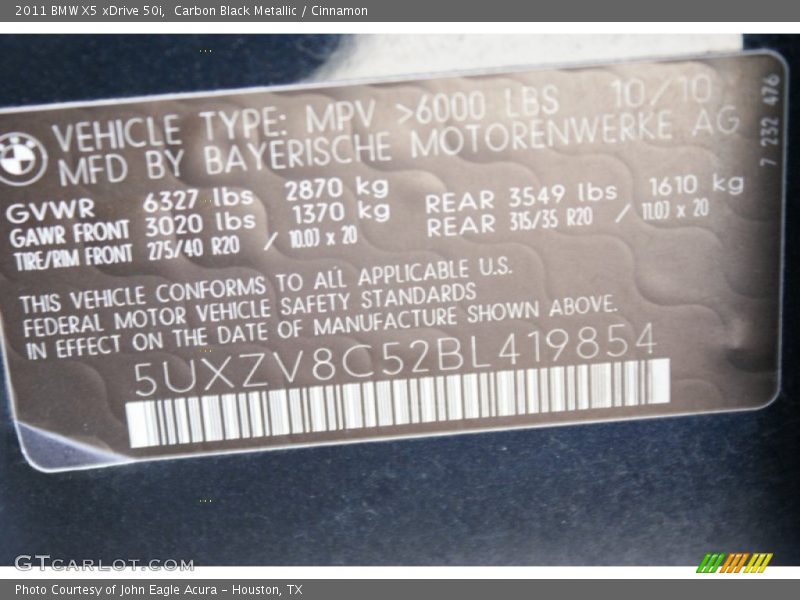 2011 BMW X5 xDrive 50i,  Carbon Black Metallic / Cinnamon
VEHICLE TYPE: MPV >6000 LBS 10/10
MFD BY BAYERISCHE MOTORENWERKE AG
7 232 476
GVWR 6327 lbs 2870 kg
GAWR FRONT 3020 lbs 1370 kg REAR 3549 lbs 1610 kg
TIRE/RIM FRONT 275/40 R20 / 10.0J x 20 REAR 315/35 R20 / 11.0J x 20
THIS VEHICLE CONFORMS TO ALL APPLICABLE U.S.
FEDERAL MOTOR VEHICLE SAFETY STANDARDS
IN EFFECT ON THE DATE OF MANUFACTURE SHOWN ABOVE.
5UXZV8C52BL419854
GTCARLOT.COM
Photo Courtesy of John Eagle Acura - Houston, TX